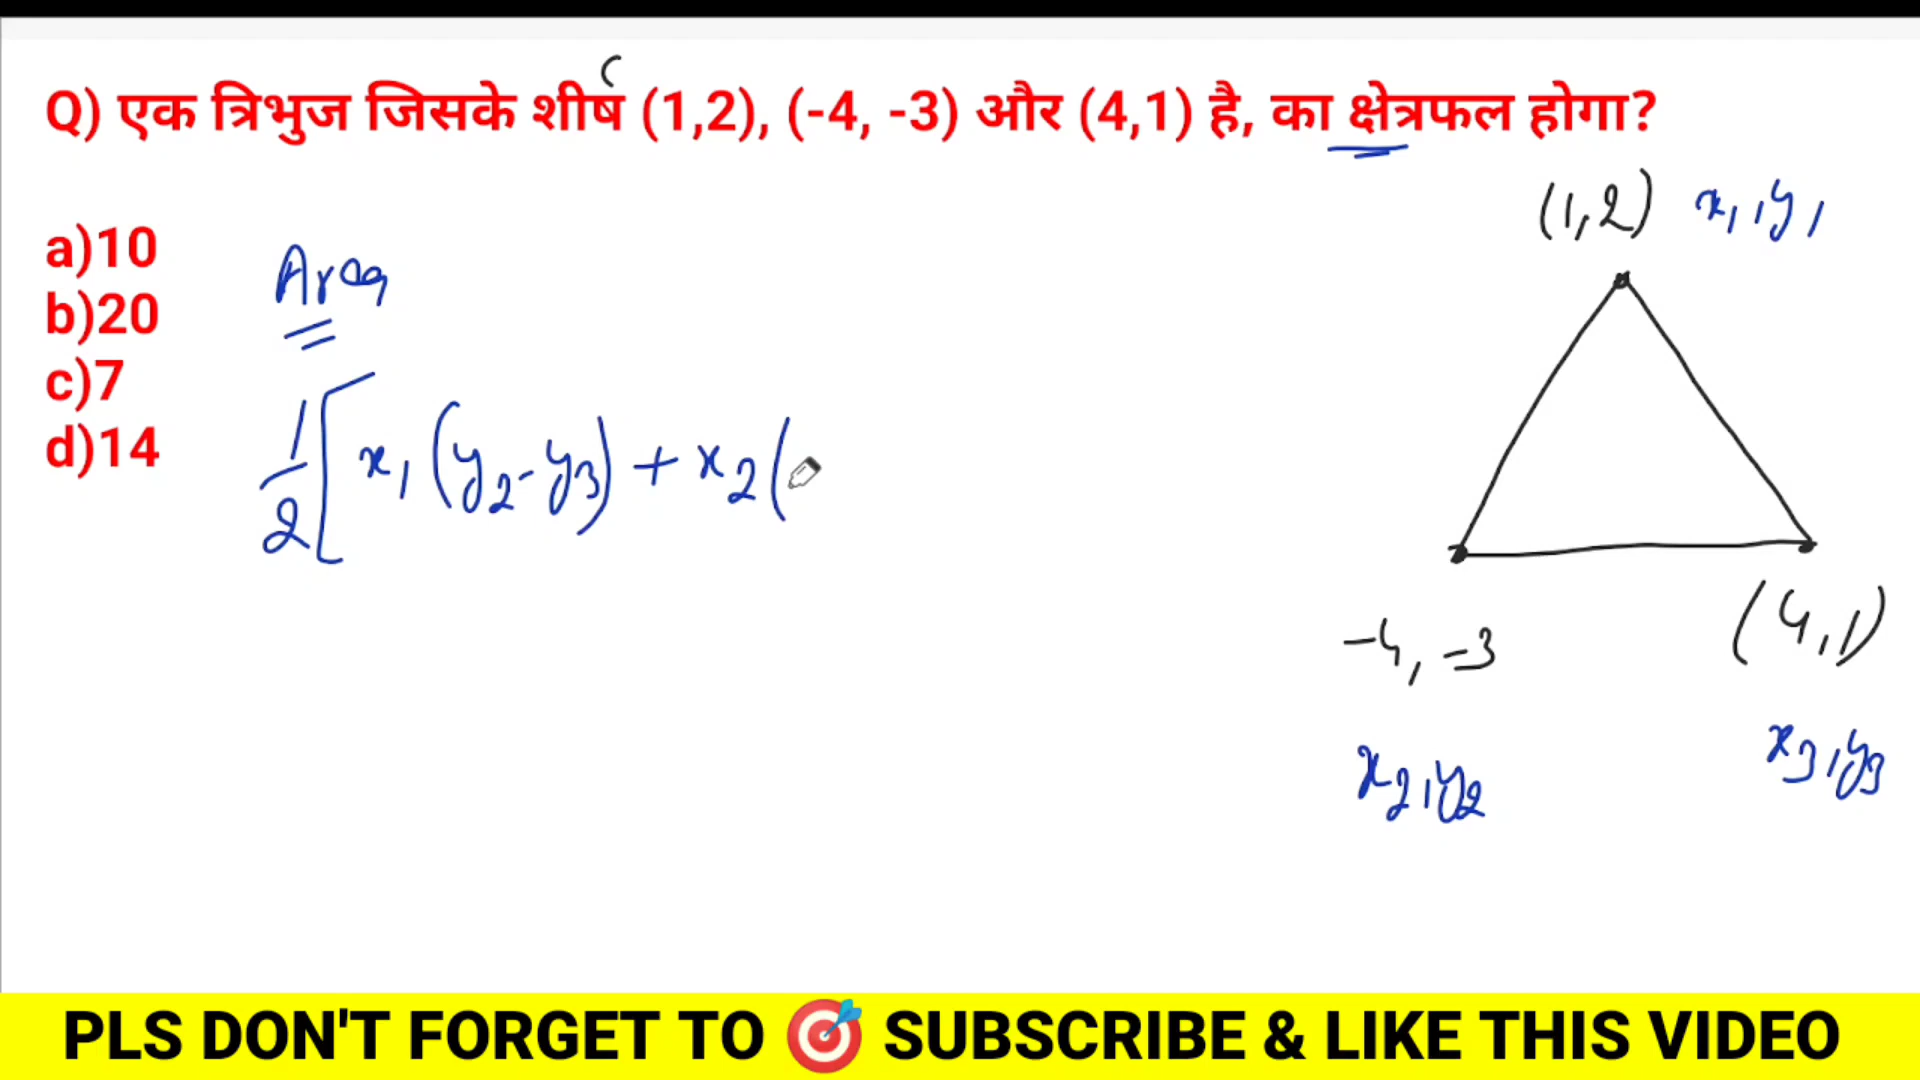 Q) एक त्रिभुज जिसके शीर्ष (1,2), (-4, -3) और (4,1) है, का क्षेत्रफल होगा?
(1,2) x₁, y₁
a)10
b)20
c)7
d)14
Area
1/2 [x₁(y₂-y₃) + x₂(
-4, -3
(4,1)
x₂, y₂
x₃, y₃
PLS DON'T FORGET TO 🎯 SUBSCRIBE & LIKE THIS VIDEO